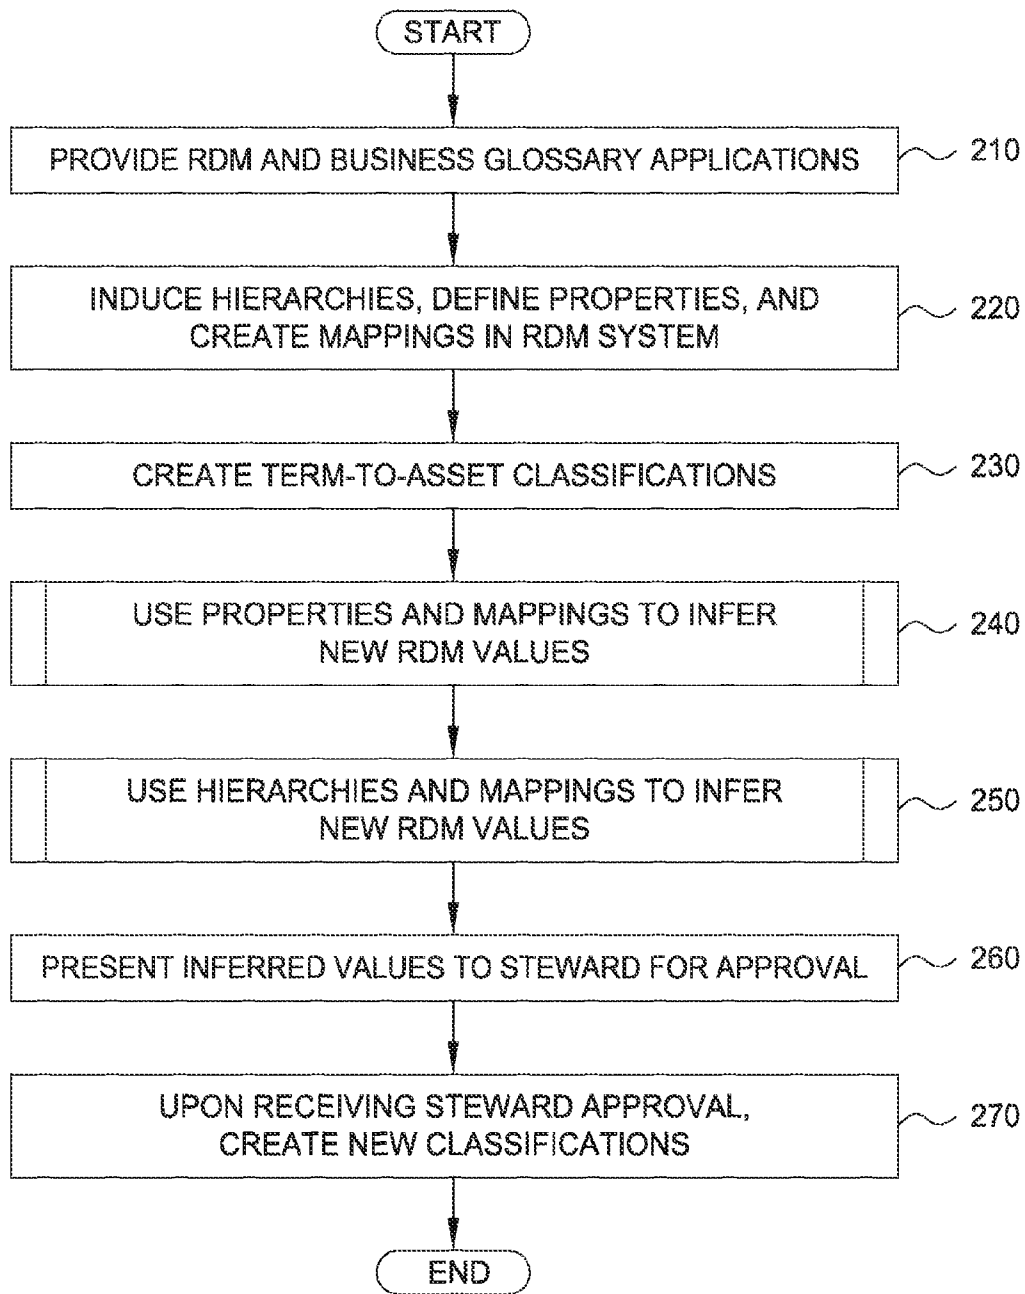 START
PROVIDE RDM AND BUSINESS GLOSSARY APPLICATIONS
210
INDUCE HIERARCHIES, DEFINE PROPERTIES, AND
CREATE MAPPINGS IN RDM SYSTEM
220
CREATE TERM-TO-ASSET CLASSIFICATIONS
230
USE PROPERTIES AND MAPPINGS TO INFER
NEW RDM VALUES
240
USE HIERARCHIES AND MAPPINGS TO INFER
NEW RDM VALUES
250
PRESENT INFERRED VALUES TO STEWARD FOR APPROVAL
260
UPON RECEIVING STEWARD APPROVAL,
CREATE NEW CLASSIFICATIONS
270
END